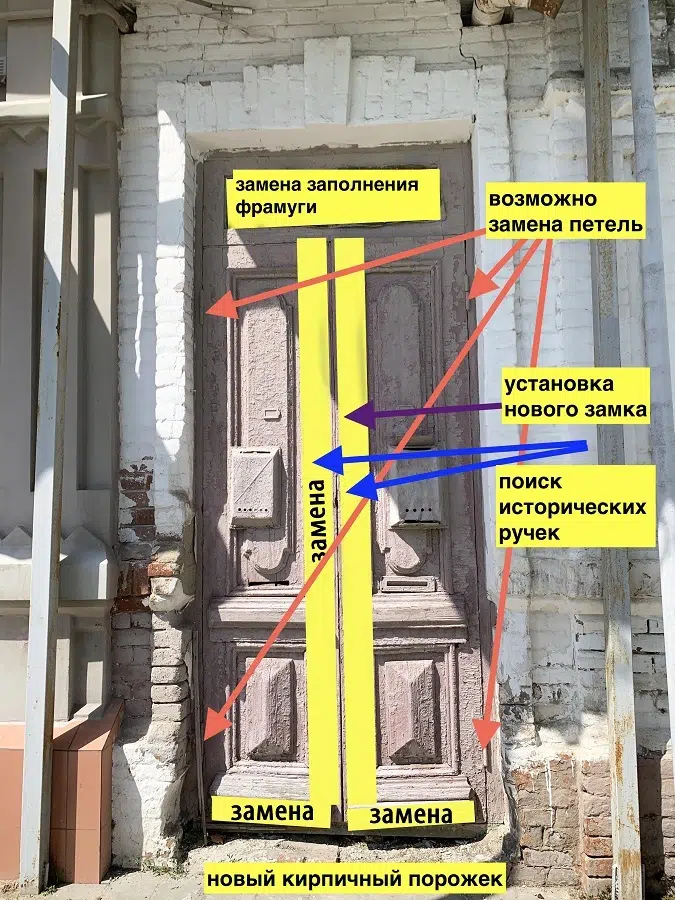 замена заполнения
фрамуги
возможно
замена петель
установка
нового замка
поиск
исторических
ручек
замена
замена
замена
новый кирпичный порожек